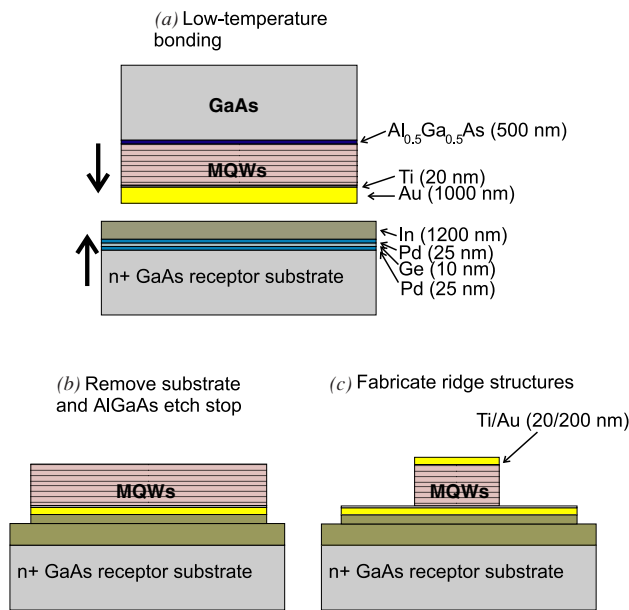 (a) Low-temperature
bonding
GaAs
Al0.5Ga0.5As (500 nm)
MQWs
Ti (20 nm)
Au (1000 nm)
In (1200 nm)
Pd (25 nm)
Ge (10 nm)
n+ GaAs receptor substrate
Pd (25 nm)
(b) Remove substrate
and AlGaAs etch stop
MQWs
n+ GaAs receptor substrate
(c) Fabricate ridge structures
Ti/Au (20/200 nm)
MQWs
n+ GaAs receptor substrate